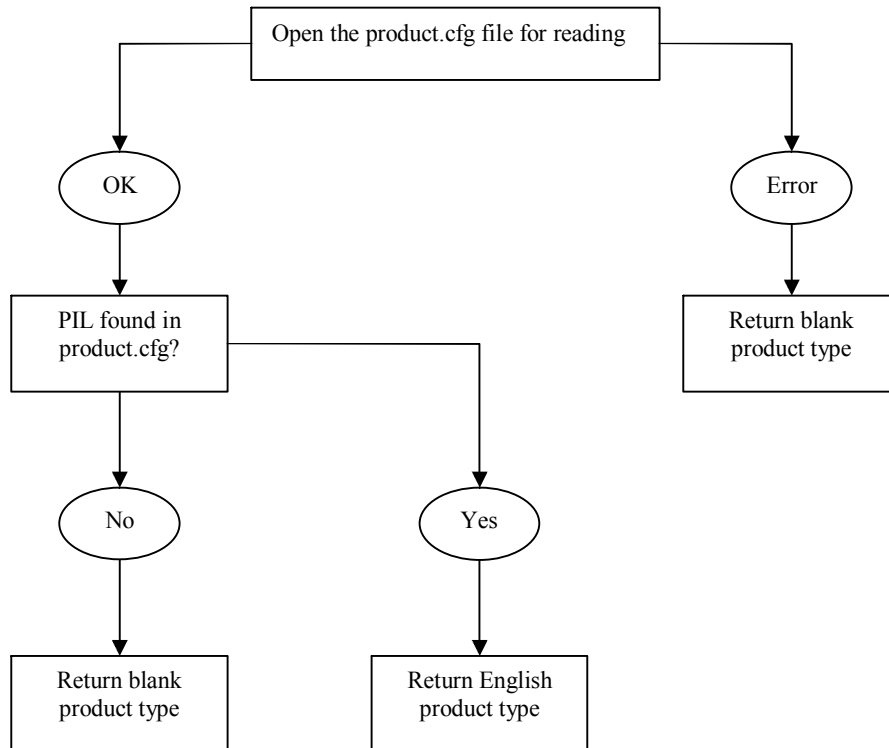 Open the product.cfg file for reading
OK
Error
PIL found in
product.cfg?
Return blank
product type
No
Yes
Return blank
product type
Return English
product type